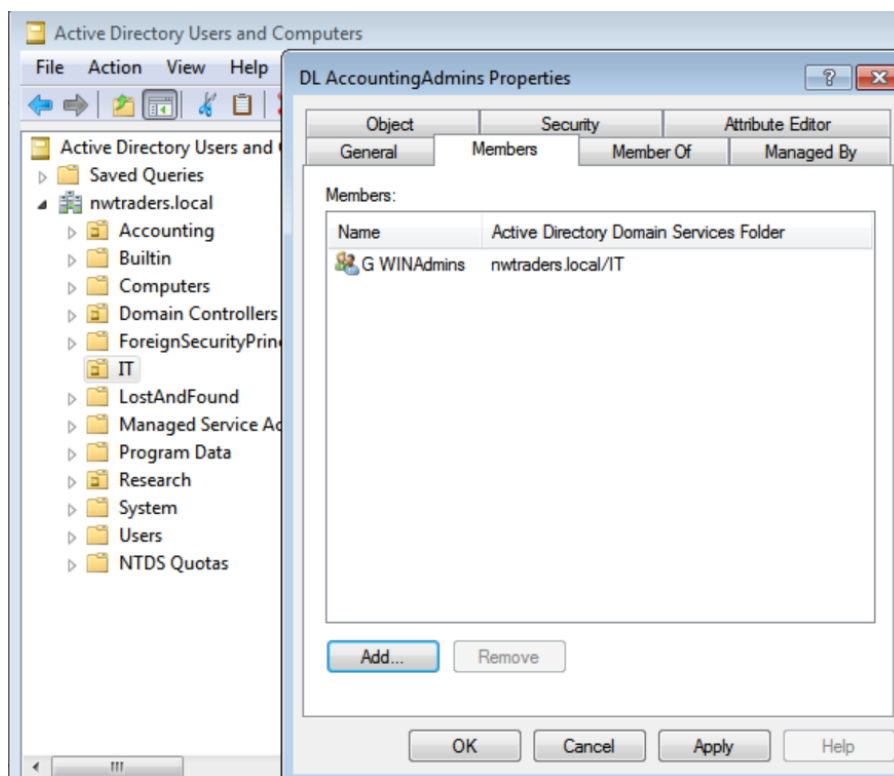 Active Directory Users and Computers
File Action View Help
DL AccountingAdmins Properties
Object Security Attribute Editor
General Members Member Of Managed By
Active Directory Users and
Saved Queries
nwtraders.local
Accounting
Builtin
Computers
Domain Controllers
ForeignSecurityPrin
IT
LostAndFound
Managed Service Ac
Program Data
Research
System
Users
NTDS Quotas
Members:
Name Active Directory Domain Services Folder
G WINAdmins nwtraders.local/IT
Add... Remove
OK Cancel Apply Help